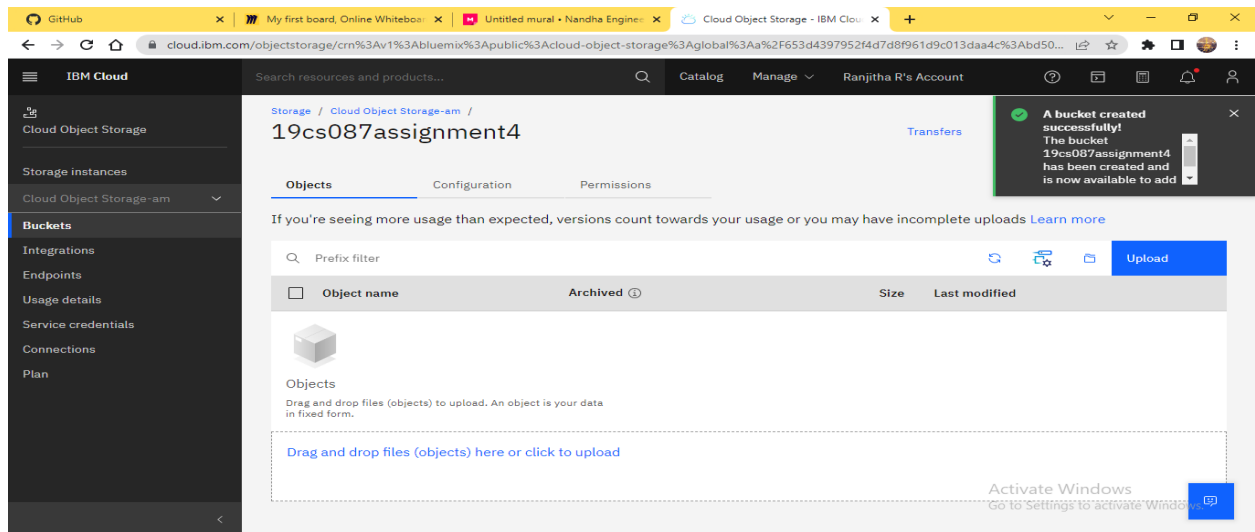 GitHub
My first board, Online Whiteboar
Untitled mural • Nandha Enginee
Cloud Object Storage - IBM Clou
cloud.ibm.com/objectstorage/crn%3Av1%3Abluemix%3Apublic%3Acloud-object-storage%3Aglobal%3Aa%2F653d4397952f4d7d8f961d9c013daa4c%3Abd50...
IBM Cloud
Search resources and products...
Catalog
Manage
Ranjitha R's Account
Cloud Object Storage
Storage instances
Cloud Object Storage-am
Buckets
Integrations
Endpoints
Usage details
Service credentials
Connections
Plan
Storage / Cloud Object Storage-am /
19cs087assignment4
Transfers
A bucket created
successfully!
The bucket
19cs087assignment4
has been created and
is now available to add
Objects
Configuration
Permissions
If you're seeing more usage than expected, versions count towards your usage or you may have incomplete uploads Learn more
Prefix filter
Upload
Object name
Archived
Size
Last modified
Objects
Drag and drop files (objects) to upload. An object is your data
in fixed form.
Drag and drop files (objects) here or click to upload
Activate Windows
Go to Settings to activate Windows.